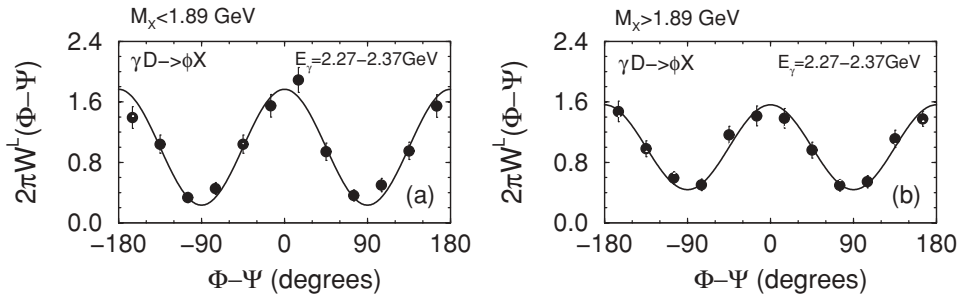 M_X<1.89 GeV
2πW^L(Φ−Ψ)
2.4
1.6
0.8
0.0
γD−>ϕX
E_γ=2.27−2.37GeV
(a)
−180 −90 0 90 180
Φ−Ψ (degrees)
M_X>1.89 GeV
2πW^L(Φ−Ψ)
2.4
1.6
0.8
0.0
γD−>ϕX
E_γ=2.27−2.37GeV
(b)
−180 −90 0 90 180
Φ−Ψ (degrees)